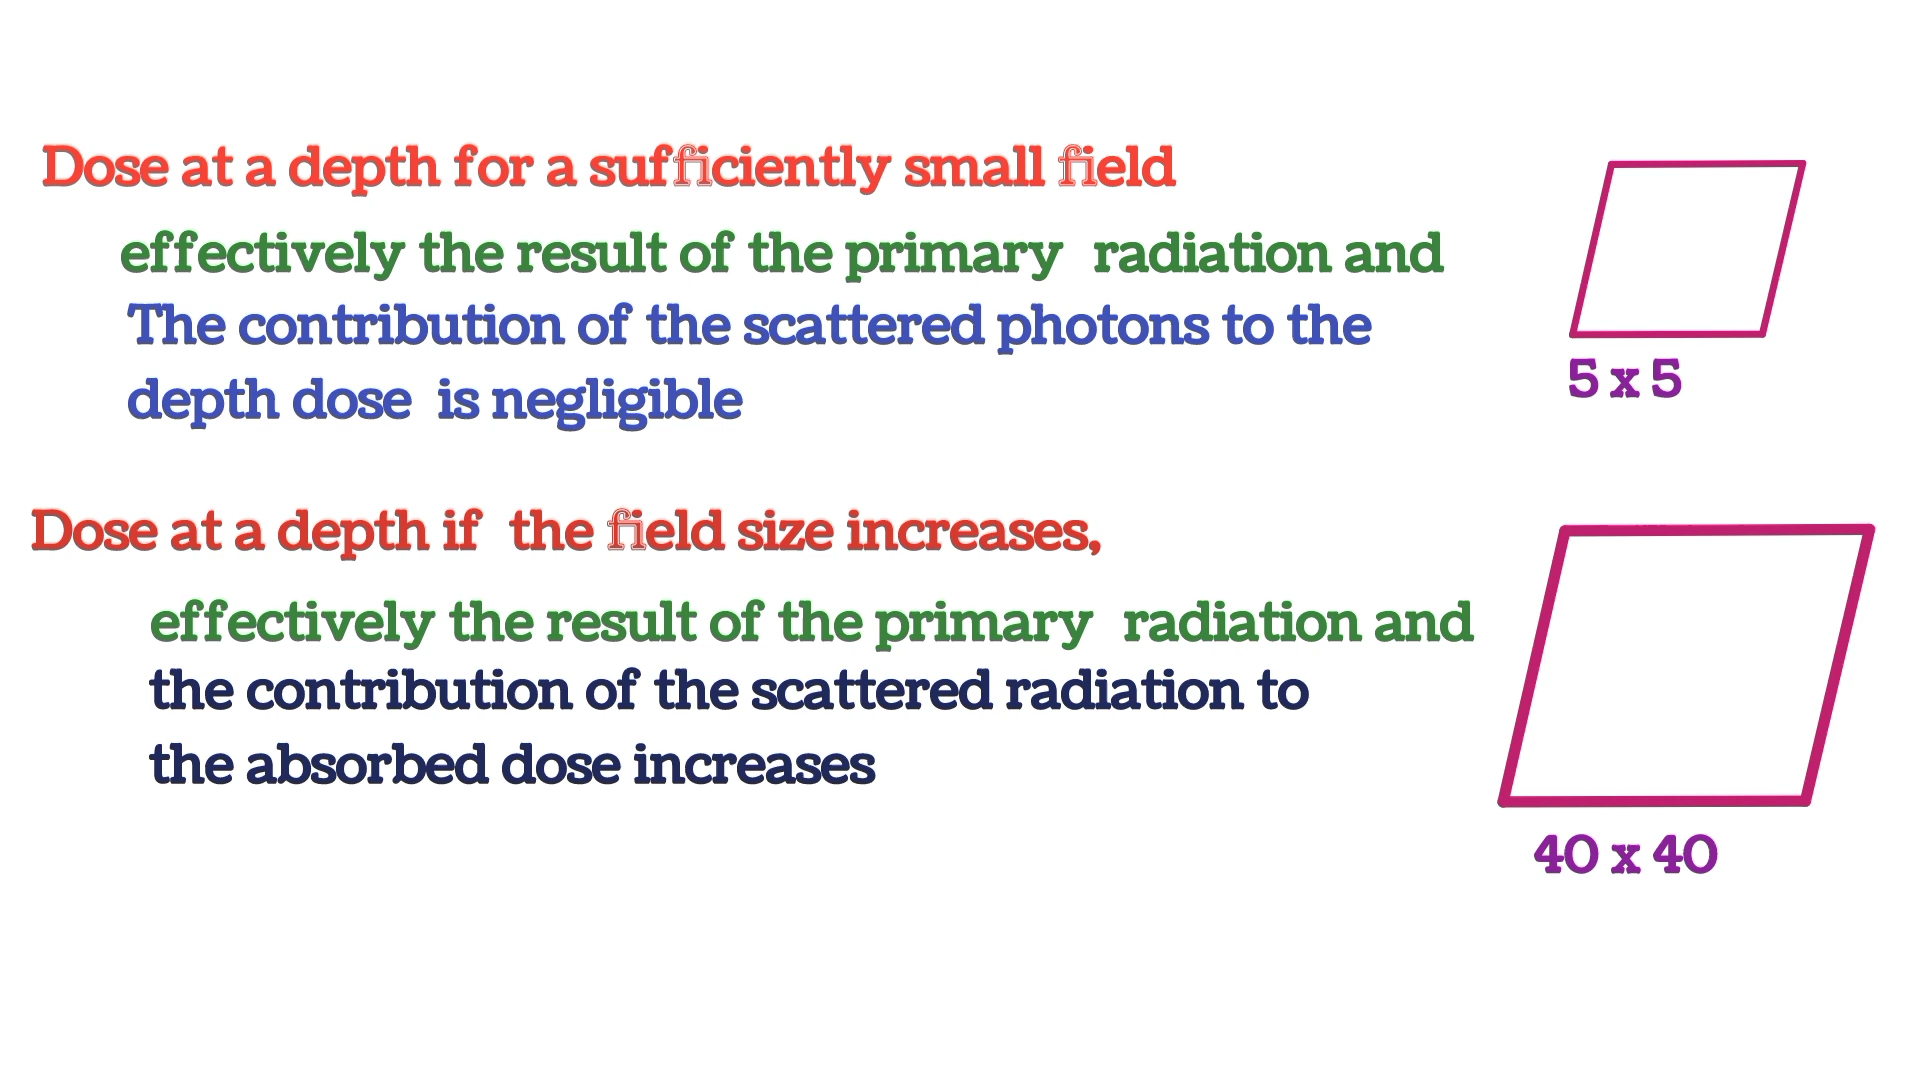 Dose at a depth for a sufficiently small field
effectively the result of the primary radiation and
The contribution of the scattered photons to the
depth dose is negligible
5 x 5
Dose at a depth if the field size increases,
effectively the result of the primary radiation and
the contribution of the scattered radiation to
the absorbed dose increases
40 x 40